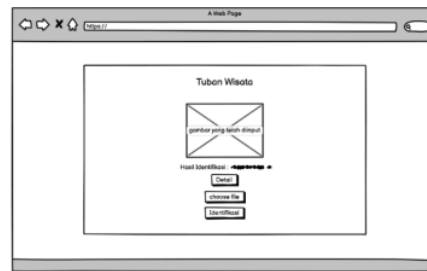 A Web Page
https://
Tuban Wisata
gambar yang telah diinput
Hasil Identifikasi :
Detail
choose file
Identifikasi